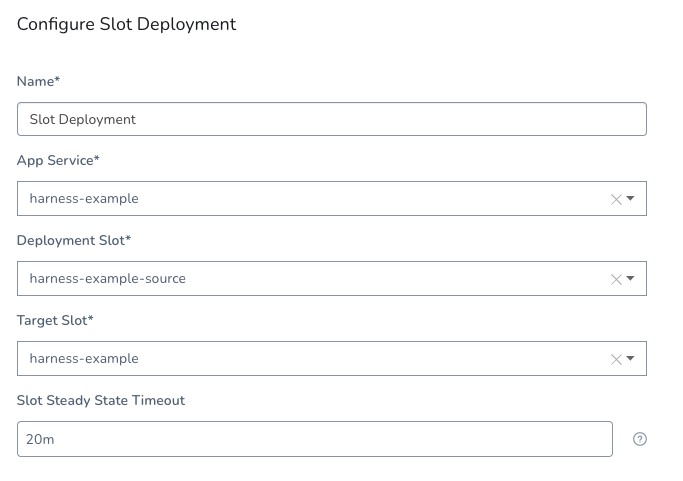 Configure Slot Deployment
Name*
Slot Deployment
App Service*
harness-example
Deployment Slot*
harness-example-source
Target Slot*
harness-example
Slot Steady State Timeout
20m